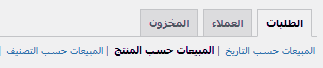 الطلبات العملاء المخزون
المبيعات حسب التاريخ | المبيعات حسب المنتج | المبيعات حسب التصنيف |